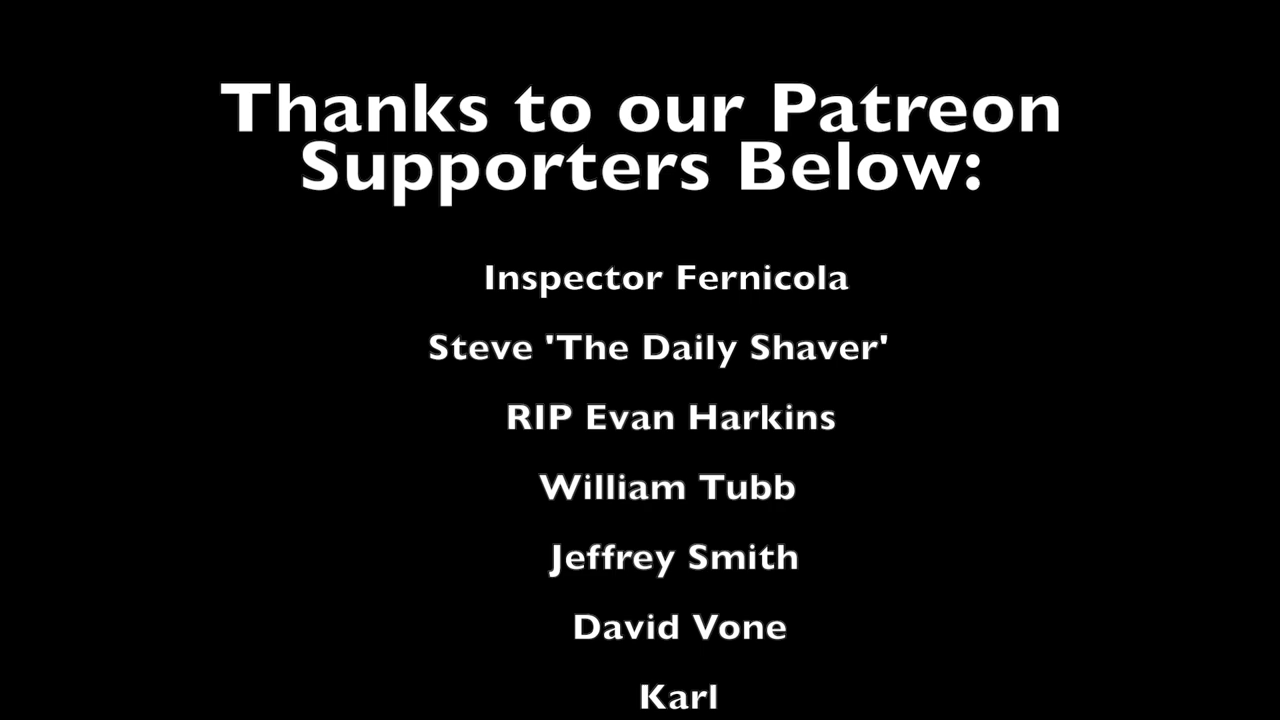 Thanks to our Patreon
Supporters Below:
Inspector Fernicola
Steve 'The Daily Shaver'
RIP Evan Harkins
William Tubb
Jeffrey Smith
David Vone
Karl